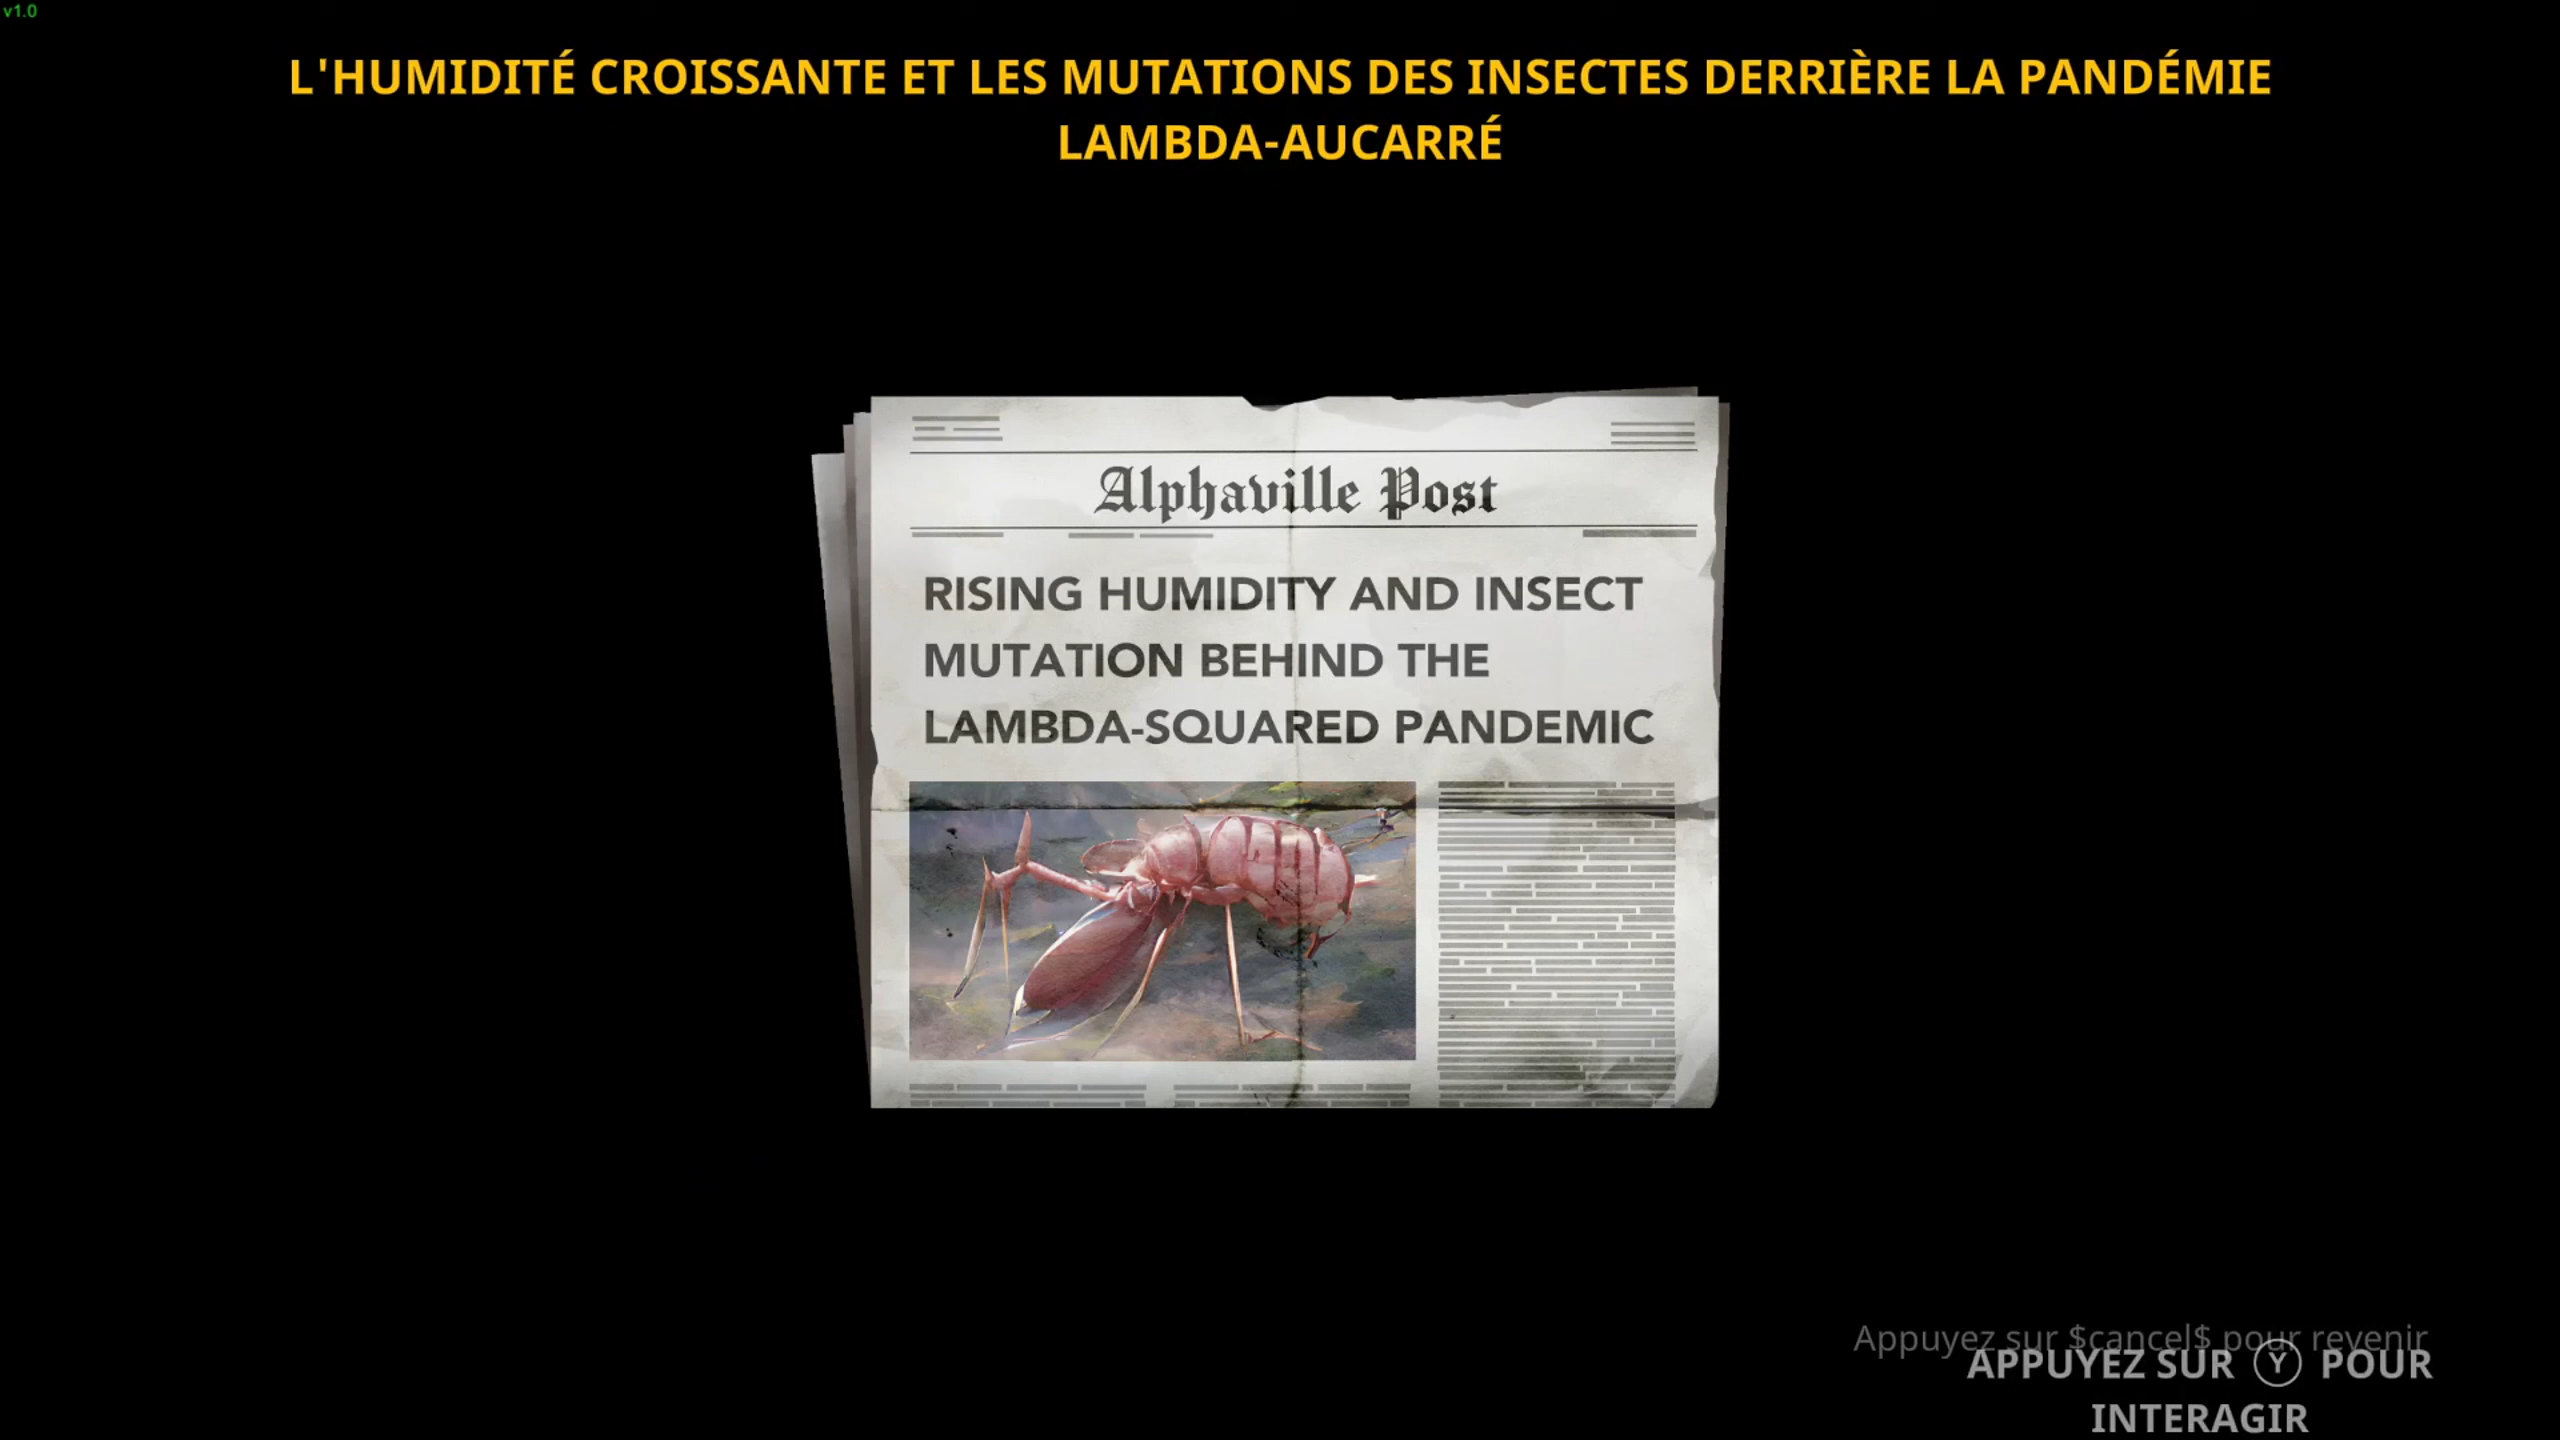 v1.0
L'HUMIDITÉ CROISSANTE ET LES MUTATIONS DES INSECTES DERRIÈRE LA PANDÉMIE
LAMBDA-AUCARRÉ
Alphaville Post
RISING HUMIDITY AND INSECT
MUTATION BEHIND THE
LAMBDA-SQUARED PANDEMIC
Appuyez sur $cancel$ pour revenir
APPUYEZ SUR Y POUR
INTERAGIR